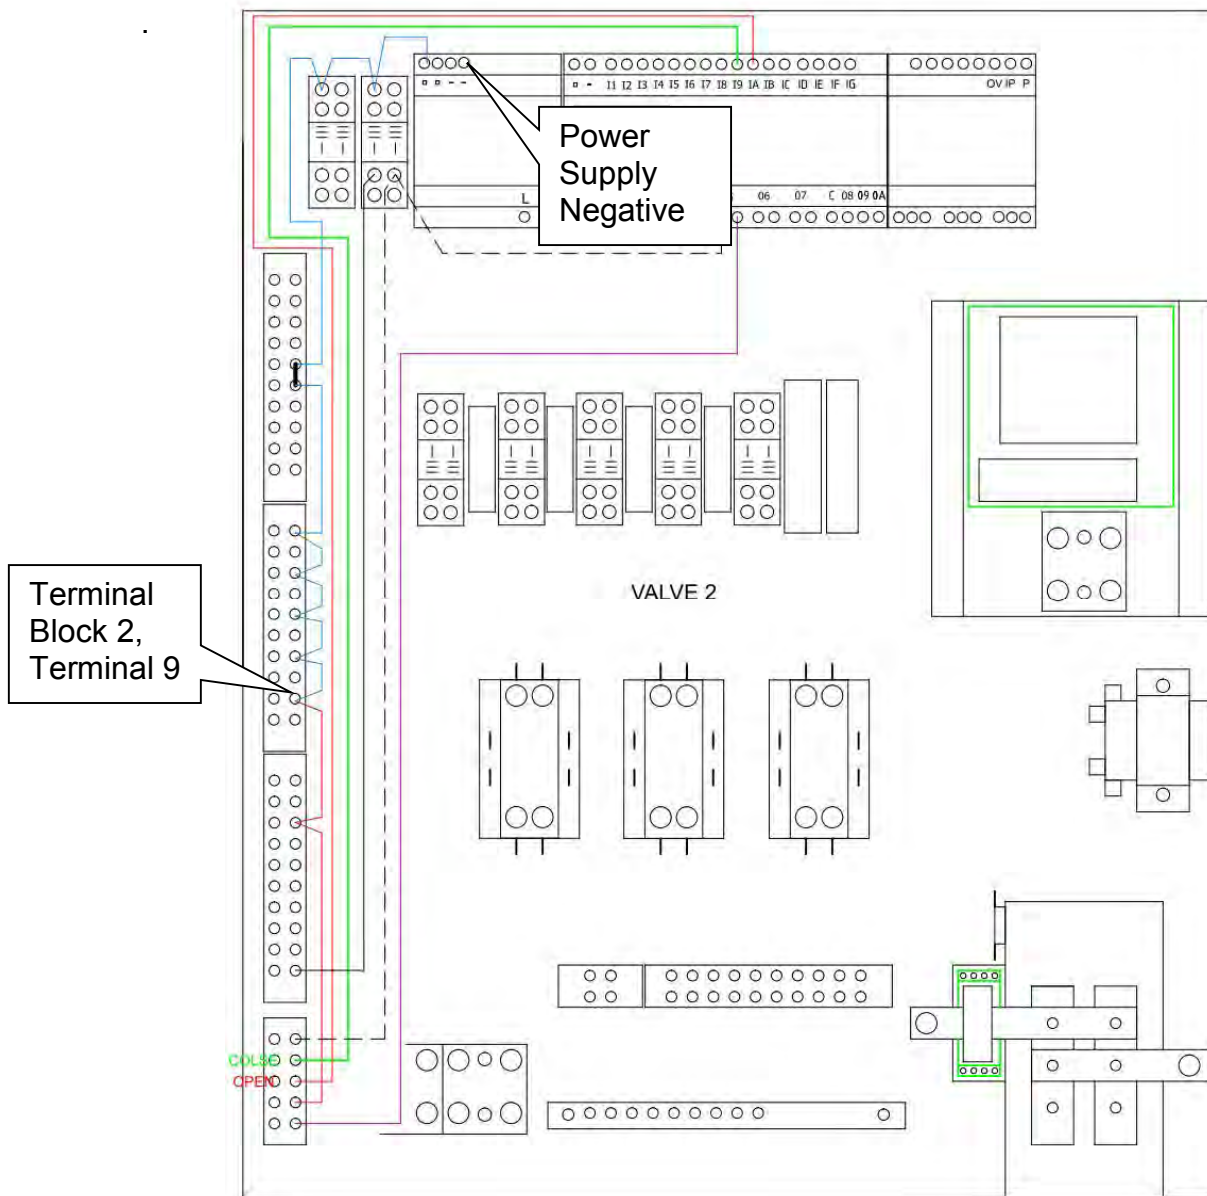 .
I1 I2 I3 I4 I5 I6 I7 I8 I9 IA IB IC ID IE IF IG
OV IP P
Power
Supply
Negative
L
06 07 C 08 09 0A
Terminal
Block 2,
Terminal 9
VALVE 2
COLSE
OPEN